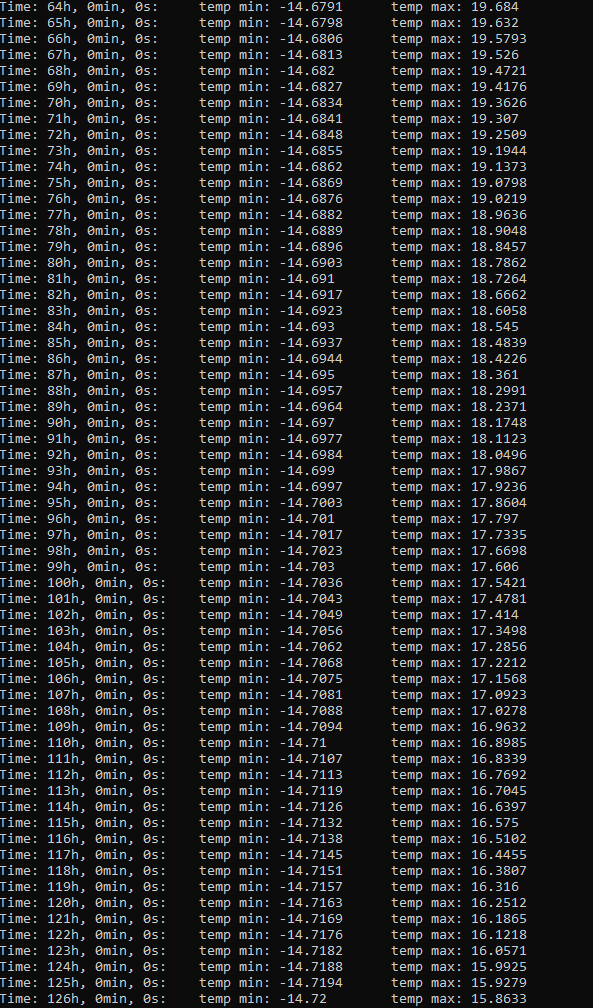 Time: 64h, 0min, 0s:    temp min: -14.6791      temp max: 19.684
Time: 65h, 0min, 0s:    temp min: -14.6798      temp max: 19.632
Time: 66h, 0min, 0s:    temp min: -14.6806      temp max: 19.5793
Time: 67h, 0min, 0s:    temp min: -14.6813      temp max: 19.526
Time: 68h, 0min, 0s:    temp min: -14.682       temp max: 19.4721
Time: 69h, 0min, 0s:    temp min: -14.6827      temp max: 19.4176
Time: 70h, 0min, 0s:    temp min: -14.6834      temp max: 19.3626
Time: 71h, 0min, 0s:    temp min: -14.6841      temp max: 19.307
Time: 72h, 0min, 0s:    temp min: -14.6848      temp max: 19.2509
Time: 73h, 0min, 0s:    temp min: -14.6855      temp max: 19.1944
Time: 74h, 0min, 0s:    temp min: -14.6862      temp max: 19.1373
Time: 75h, 0min, 0s:    temp min: -14.6869      temp max: 19.0798
Time: 76h, 0min, 0s:    temp min: -14.6876      temp max: 19.0219
Time: 77h, 0min, 0s:    temp min: -14.6882      temp max: 18.9636
Time: 78h, 0min, 0s:    temp min: -14.6889      temp max: 18.9048
Time: 79h, 0min, 0s:    temp min: -14.6896      temp max: 18.8457
Time: 80h, 0min, 0s:    temp min: -14.6903      temp max: 18.7862
Time: 81h, 0min, 0s:    temp min: -14.691       temp max: 18.7264
Time: 82h, 0min, 0s:    temp min: -14.6917      temp max: 18.6662
Time: 83h, 0min, 0s:    temp min: -14.6923      temp max: 18.6058
Time: 84h, 0min, 0s:    temp min: -14.693       temp max: 18.545
Time: 85h, 0min, 0s:    temp min: -14.6937      temp max: 18.4839
Time: 86h, 0min, 0s:    temp min: -14.6944      temp max: 18.4226
Time: 87h, 0min, 0s:    temp min: -14.695       temp max: 18.361
Time: 88h, 0min, 0s:    temp min: -14.6957      temp max: 18.2991
Time: 89h, 0min, 0s:    temp min: -14.6964      temp max: 18.2371
Time: 90h, 0min, 0s:    temp min: -14.697       temp max: 18.1748
Time: 91h, 0min, 0s:    temp min: -14.6977      temp max: 18.1123
Time: 92h, 0min, 0s:    temp min: -14.6984      temp max: 18.0496
Time: 93h, 0min, 0s:    temp min: -14.699       temp max: 17.9867
Time: 94h, 0min, 0s:    temp min: -14.6997      temp max: 17.9236
Time: 95h, 0min, 0s:    temp min: -14.7003      temp max: 17.8604
Time: 96h, 0min, 0s:    temp min: -14.701       temp max: 17.797
Time: 97h, 0min, 0s:    temp min: -14.7017      temp max: 17.7335
Time: 98h, 0min, 0s:    temp min: -14.7023      temp max: 17.6698
Time: 99h, 0min, 0s:    temp min: -14.703       temp max: 17.606
Time: 100h, 0min, 0s:    temp min: -14.7036      temp max: 17.5421
Time: 101h, 0min, 0s:    temp min: -14.7043      temp max: 17.4781
Time: 102h, 0min, 0s:    temp min: -14.7049      temp max: 17.414
Time: 103h, 0min, 0s:    temp min: -14.7056      temp max: 17.3498
Time: 104h, 0min, 0s:    temp min: -14.7062      temp max: 17.2856
Time: 105h, 0min, 0s:    temp min: -14.7068      temp max: 17.2212
Time: 106h, 0min, 0s:    temp min: -14.7075      temp max: 17.1568
Time: 107h, 0min, 0s:    temp min: -14.7081      temp max: 17.0923
Time: 108h, 0min, 0s:    temp min: -14.7088      temp max: 17.0278
Time: 109h, 0min, 0s:    temp min: -14.7094      temp max: 16.9632
Time: 110h, 0min, 0s:    temp min: -14.71        temp max: 16.8985
Time: 111h, 0min, 0s:    temp min: -14.7107      temp max: 16.8339
Time: 112h, 0min, 0s:    temp min: -14.7113      temp max: 16.7692
Time: 113h, 0min, 0s:    temp min: -14.7119      temp max: 16.7045
Time: 114h, 0min, 0s:    temp min: -14.7126      temp max: 16.6397
Time: 115h, 0min, 0s:    temp min: -14.7132      temp max: 16.575
Time: 116h, 0min, 0s:    temp min: -14.7138      temp max: 16.5102
Time: 117h, 0min, 0s:    temp min: -14.7145      temp max: 16.4455
Time: 118h, 0min, 0s:    temp min: -14.7151      temp max: 16.3807
Time: 119h, 0min, 0s:    temp min: -14.7157      temp max: 16.316
Time: 120h, 0min, 0s:    temp min: -14.7163      temp max: 16.2512
Time: 121h, 0min, 0s:    temp min: -14.7169      temp max: 16.1865
Time: 122h, 0min, 0s:    temp min: -14.7176      temp max: 16.1218
Time: 123h, 0min, 0s:    temp min: -14.7182      temp max: 16.0571
Time: 124h, 0min, 0s:    temp min: -14.7188      temp max: 15.9925
Time: 125h, 0min, 0s:    temp min: -14.7194      temp max: 15.9279
Time: 126h, 0min, 0s:    temp min: -14.72        temp max: 15.8633